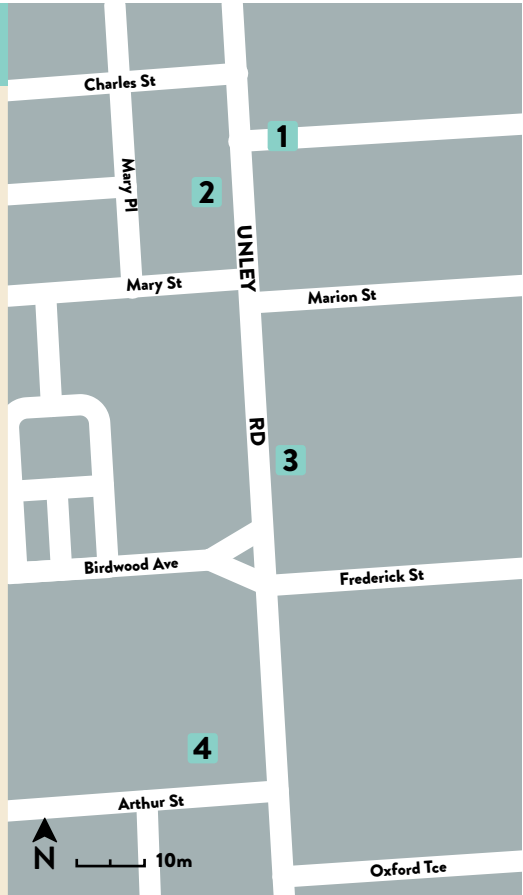 Charles St
1
Mary Pl
2
UNLEY
Mary St
Marion St
RD
3
Birdwood Ave
Frederick St
4
Arthur St
N
10m
Oxford Tce